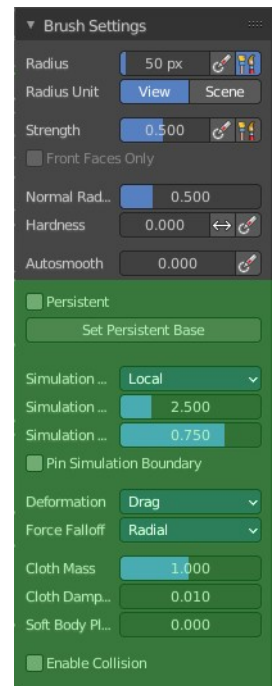 Brush Settings
Radius 50 px
Radius Unit View Scene
Strength 0.500
Front Faces Only
Normal Rad... 0.500
Hardness 0.000
Autosmooth 0.000
Persistent
Set Persistent Base
Simulation ... Local
Simulation ... 2.500
Simulation ... 0.750
Pin Simulation Boundary
Deformation Drag
Force Falloff Radial
Cloth Mass 1.000
Cloth Damp... 0.010
Soft Body Pl... 0.000
Enable Collision